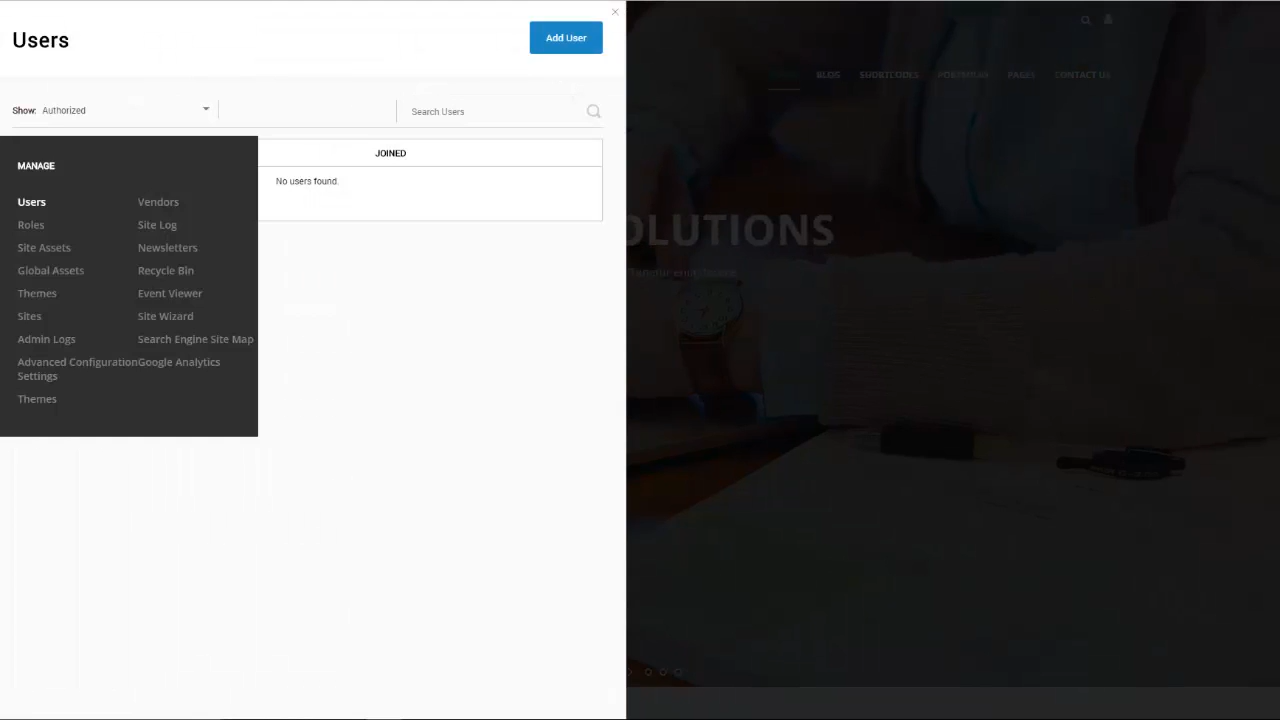 Users
Add User
Show: Authorized
Search Users
JOINED
No users found.
MANAGE
Users
Vendors
Roles
Site Log
Site Assets
Newsletters
Global Assets
Recycle Bin
Themes
Event Viewer
Sites
Site Wizard
Admin Logs
Search Engine Site Map
Advanced Configuration
Settings
Google Analytics
Themes
BLOG
SHORTCODES
PORTFOLIO
PAGES
CONTACT US
OLUTIONS